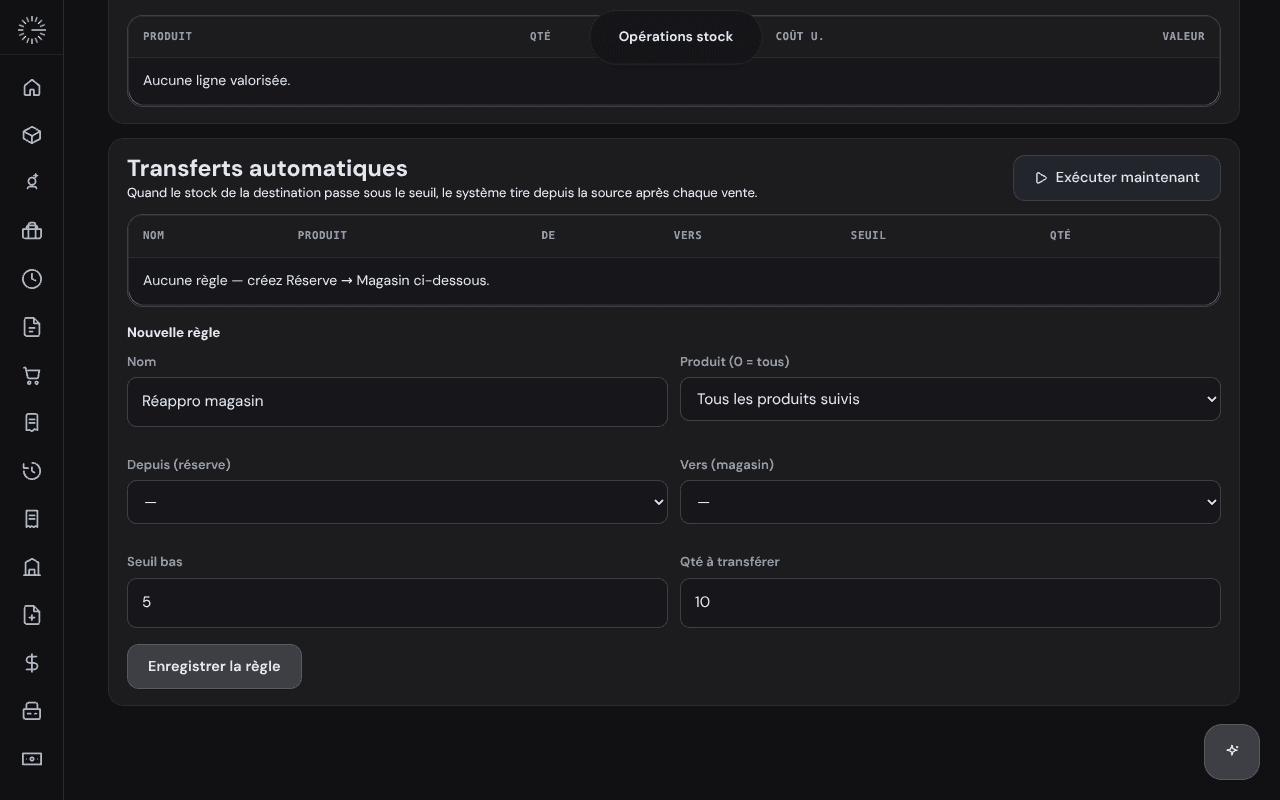 PRODUIT QTÉ Opérations stock COÛT U. VALEUR
Aucune ligne valorisée.
Transferts automatiques
Quand le stock de la destination passe sous le seuil, le système tire depuis la source après chaque vente.
Exécuter maintenant
NOM PRODUIT DE VERS SEUIL QTÉ
Aucune règle — créez Réserve → Magasin ci-dessous.
Nouvelle règle
Nom Produit (0 = tous)
Réappro magasin Tous les produits suivis
Depuis (réserve) Vers (magasin)
— —
Seuil bas Qté à transférer
5 10
Enregistrer la règle